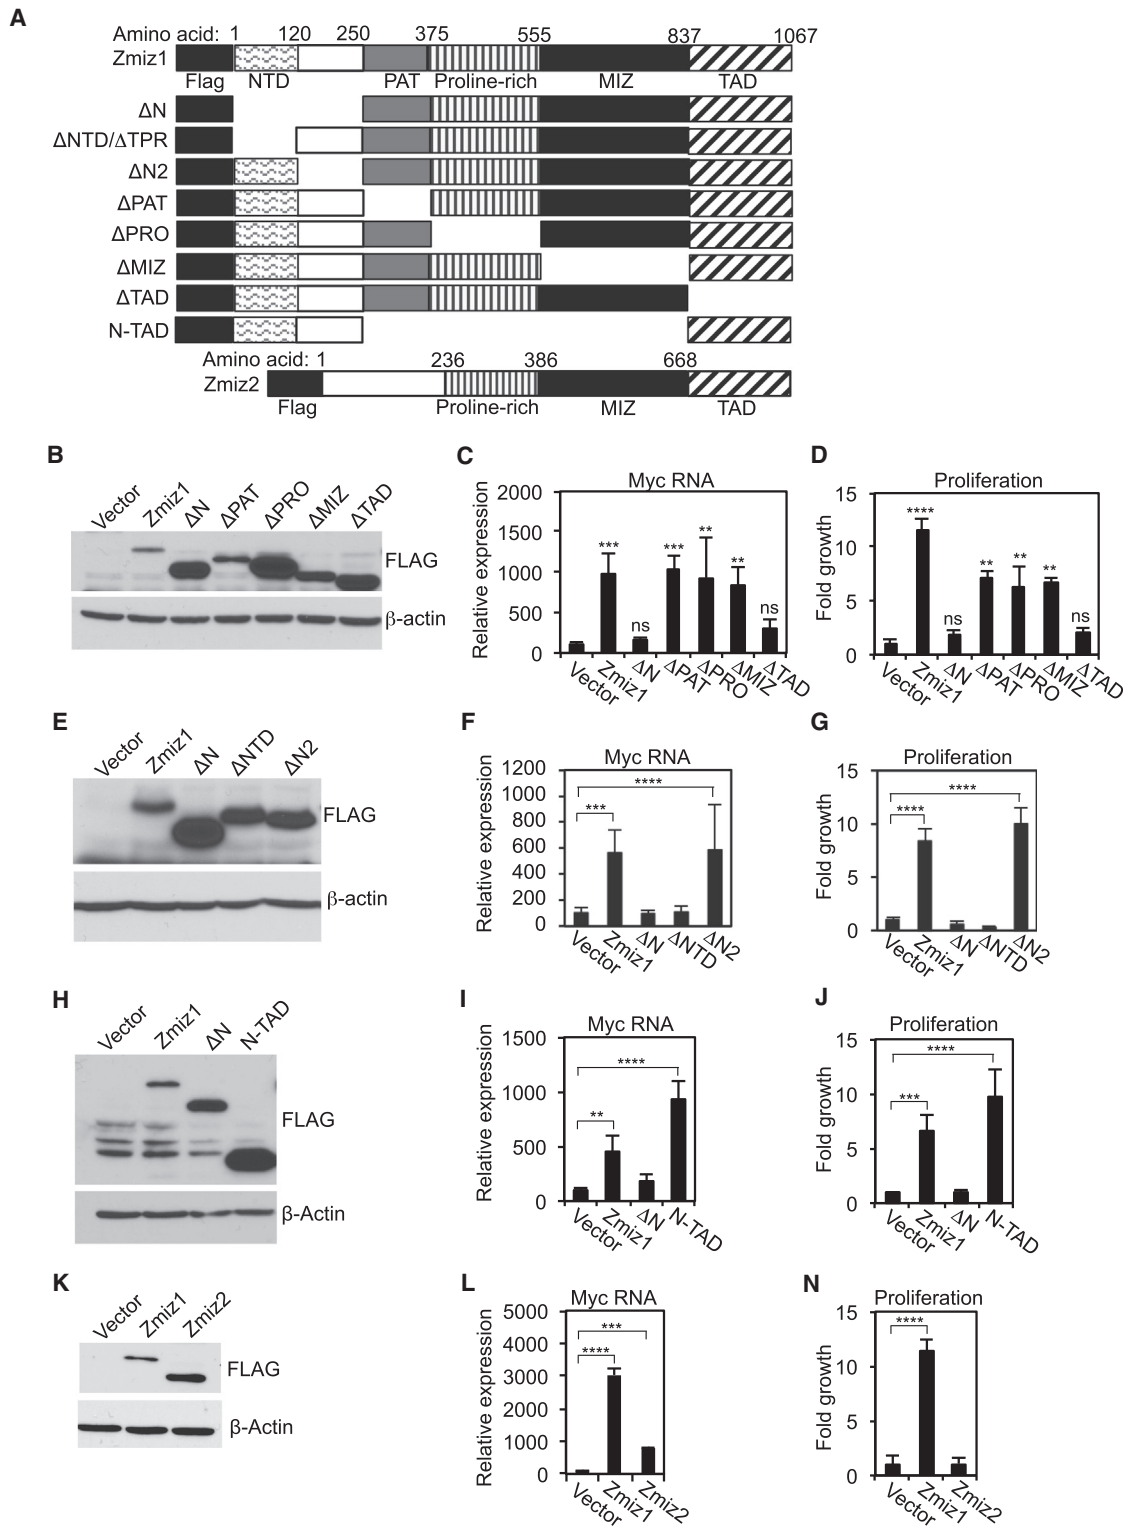 A
Amino acid: 1 120 250 375 555 837 1067
Zmiz1
Flag NTD PAT Proline-rich MIZ TAD
ΔN
ΔNTD/ΔTPR
ΔN2
ΔPAT
ΔPRO
ΔMIZ
ΔTAD
N-TAD
Amino acid: 1 236 386 668
Zmiz2
Flag Proline-rich MIZ TAD
B
Vector Zmiz1 ΔN ΔPAT ΔPRO ΔMIZ ΔTAD
FLAG
β-actin
C
Myc RNA
Relative expression
2000
1500
1000
500
0
*** ns *** ** ** ns
Vector Zmiz1 ΔN ΔPAT ΔPRO ΔMIZ ΔTAD
D
Proliferation
Fold growth
15
10
5
0
**** ns ** ** ** ns
Vector Zmiz1 ΔN ΔPAT ΔPRO ΔMIZ ΔTAD
E
Vector Zmiz1 ΔN ΔNTD ΔN2
FLAG
β-actin
F
Myc RNA
Relative expression
1200
1000
800
600
400
200
0
****
***
Vector Zmiz1 ΔN ΔNTD ΔN2
G
Proliferation
Fold growth
15
10
5
0
****
****
Vector Zmiz1 ΔN ΔNTD ΔN2
H
Vector Zmiz1 ΔN N-TAD
FLAG
β-Actin
I
Myc RNA
Relative expression
1500
1000
500
0
****
**
Vector Zmiz1 ΔN N-TAD
J
Proliferation
Fold growth
15
10
5
0
****
***
Vector Zmiz1 ΔN N-TAD
K
Vector Zmiz1 Zmiz2
FLAG
β-Actin
L
Myc RNA
Relative expression
5000
4000
3000
2000
1000
0
***
****
Vector Zmiz1 Zmiz2
N
Proliferation
Fold growth
15
10
5
0
****
Vector Zmiz1 Zmiz2